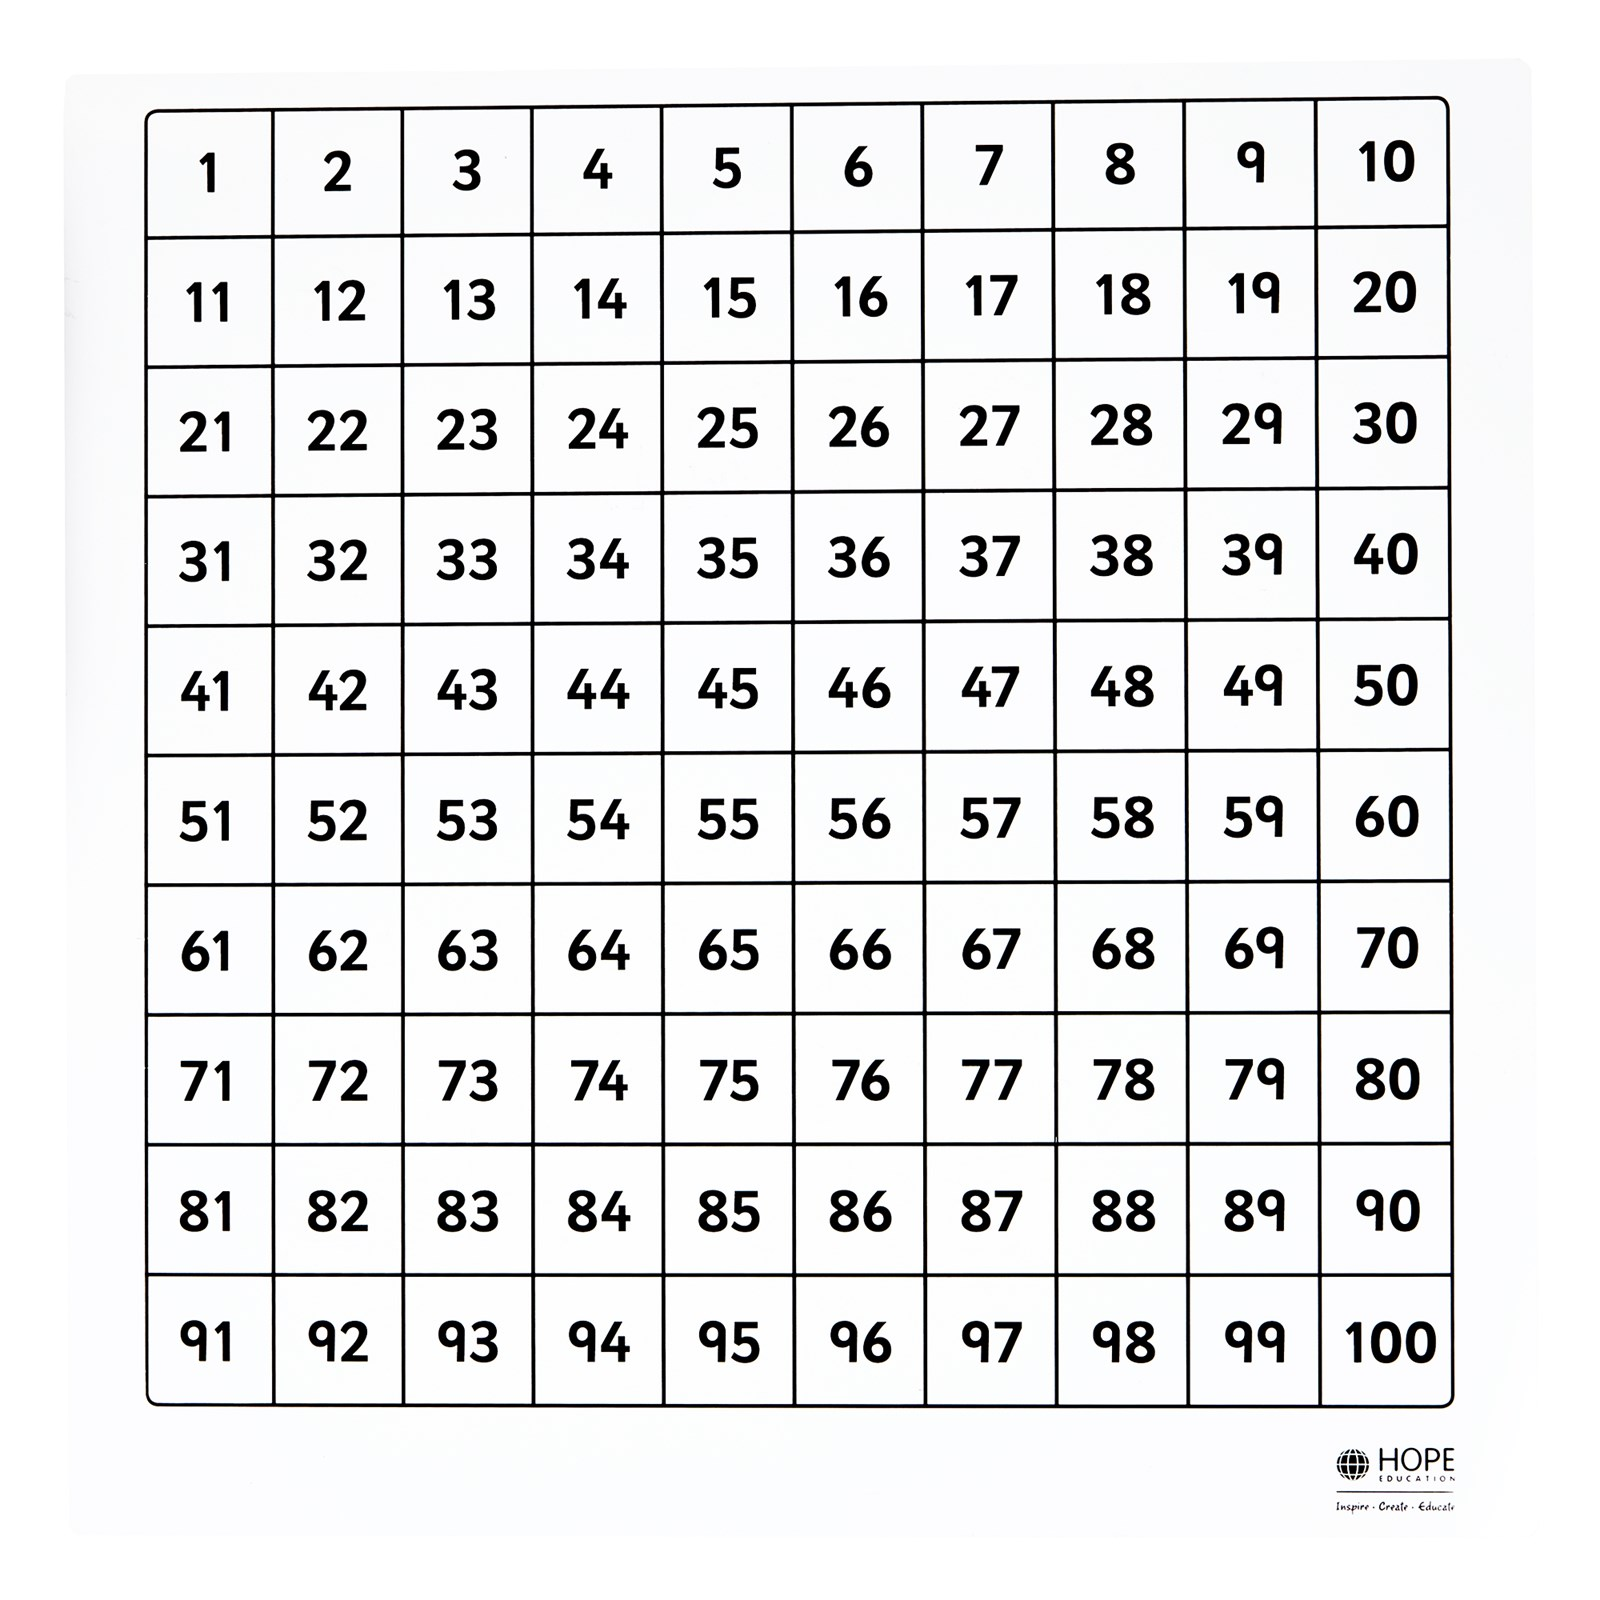 1 2 3 4 5 6 7 8 9 10
11 12 13 14 15 16 17 18 19 20
21 22 23 24 25 26 27 28 29 30
31 32 33 34 35 36 37 38 39 40
41 42 43 44 45 46 47 48 49 50
51 52 53 54 55 56 57 58 59 60
61 62 63 64 65 66 67 68 69 70
71 72 73 74 75 76 77 78 79 80
81 82 83 84 85 86 87 88 89 90
91 92 93 94 95 96 97 98 99 100
HOPE
EDUCATION
Inspire · Create · Educate